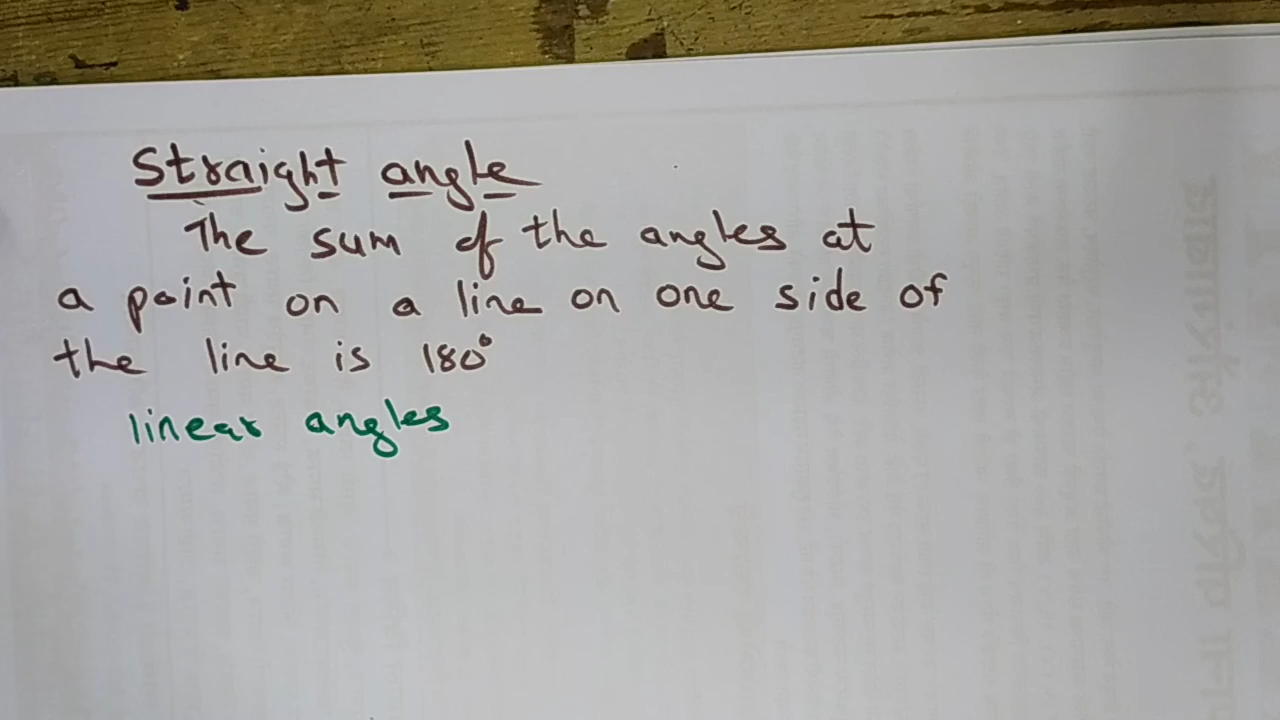 Straight angle
The sum of the angles at
a point on a line on one side of
the line is 180°
linear angles